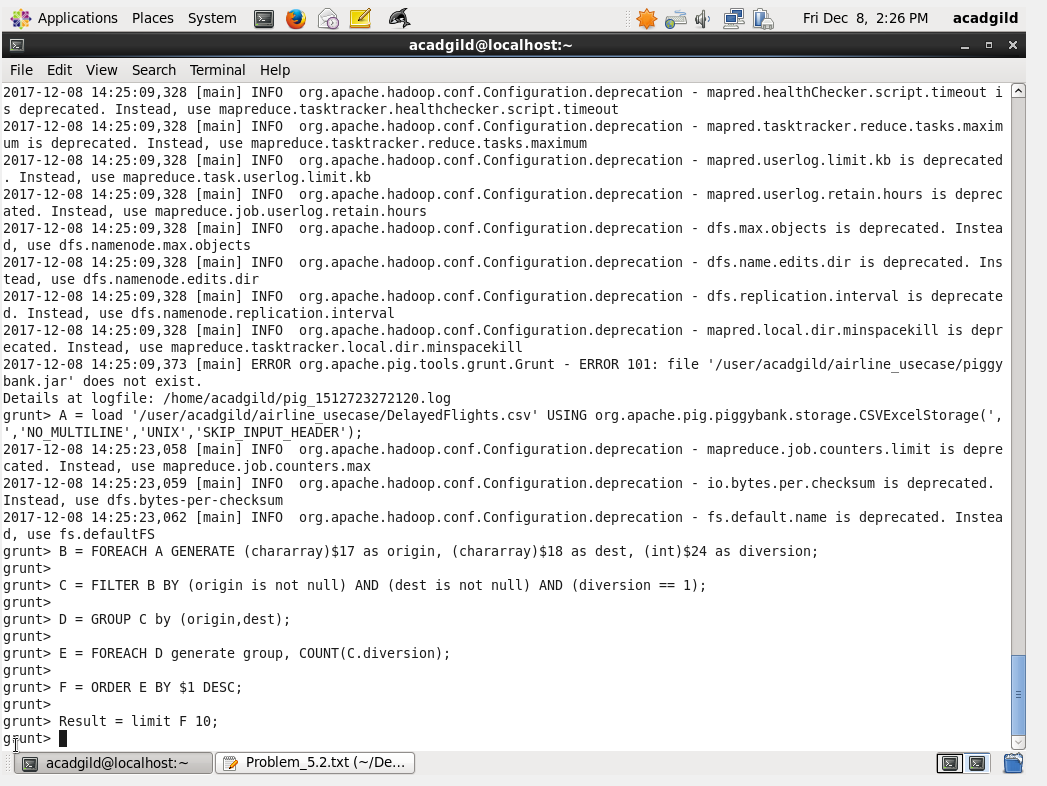 Applications Places System Fri Dec 8, 2:26 PM acadgild
acadgild@localhost:~
File Edit View Search Terminal Help
2017-12-08 14:25:09,328 [main] INFO  org.apache.hadoop.conf.Configuration.deprecation - mapred.healthChecker.script.timeout i
s deprecated. Instead, use mapreduce.tasktracker.healthchecker.script.timeout
2017-12-08 14:25:09,328 [main] INFO  org.apache.hadoop.conf.Configuration.deprecation - mapred.tasktracker.reduce.tasks.maxim
um is deprecated. Instead, use mapreduce.tasktracker.reduce.tasks.maximum
2017-12-08 14:25:09,328 [main] INFO  org.apache.hadoop.conf.Configuration.deprecation - mapred.userlog.limit.kb is deprecated
. Instead, use mapreduce.task.userlog.limit.kb
2017-12-08 14:25:09,328 [main] INFO  org.apache.hadoop.conf.Configuration.deprecation - mapred.userlog.retain.hours is deprec
ated. Instead, use mapreduce.job.userlog.retain.hours
2017-12-08 14:25:09,328 [main] INFO  org.apache.hadoop.conf.Configuration.deprecation - dfs.max.objects is deprecated. Instea
d, use dfs.namenode.max.objects
2017-12-08 14:25:09,328 [main] INFO  org.apache.hadoop.conf.Configuration.deprecation - dfs.name.edits.dir is deprecated. Ins
tead, use dfs.namenode.edits.dir
2017-12-08 14:25:09,328 [main] INFO  org.apache.hadoop.conf.Configuration.deprecation - dfs.replication.interval is deprecate
d. Instead, use dfs.namenode.replication.interval
2017-12-08 14:25:09,328 [main] INFO  org.apache.hadoop.conf.Configuration.deprecation - mapred.local.dir.minspacekill is depr
ecated. Instead, use mapreduce.tasktracker.local.dir.minspacekill
2017-12-08 14:25:09,373 [main] ERROR org.apache.pig.tools.grunt.Grunt - ERROR 101: file '/user/acadgild/airline_usecase/piggy
bank.jar' does not exist.
Details at logfile: /home/acadgild/pig_1512723272120.log
grunt> A = load '/user/acadgild/airline_usecase/DelayedFlights.csv' USING org.apache.pig.piggybank.storage.CSVExcelStorage(',
','NO_MULTILINE','UNIX','SKIP_INPUT_HEADER');
2017-12-08 14:25:23,058 [main] INFO  org.apache.hadoop.conf.Configuration.deprecation - mapreduce.job.counters.limit is depre
cated. Instead, use mapreduce.job.counters.max
2017-12-08 14:25:23,059 [main] INFO  org.apache.hadoop.conf.Configuration.deprecation - io.bytes.per.checksum is deprecated.
Instead, use dfs.bytes-per-checksum
2017-12-08 14:25:23,062 [main] INFO  org.apache.hadoop.conf.Configuration.deprecation - fs.default.name is deprecated. Instea
d, use fs.defaultFS
grunt> B = FOREACH A GENERATE (chararray)$17 as origin, (chararray)$18 as dest, (int)$24 as diversion;
grunt>
grunt> C = FILTER B BY (origin is not null) AND (dest is not null) AND (diversion == 1);
grunt>
grunt> D = GROUP C by (origin,dest);
grunt>
grunt> E = FOREACH D generate group, COUNT(C.diversion);
grunt>
grunt> F = ORDER E BY $1 DESC;
grunt>
grunt> Result = limit F 10;
grunt>
acadgild@localhost:~ Problem_5.2.txt (~/De...